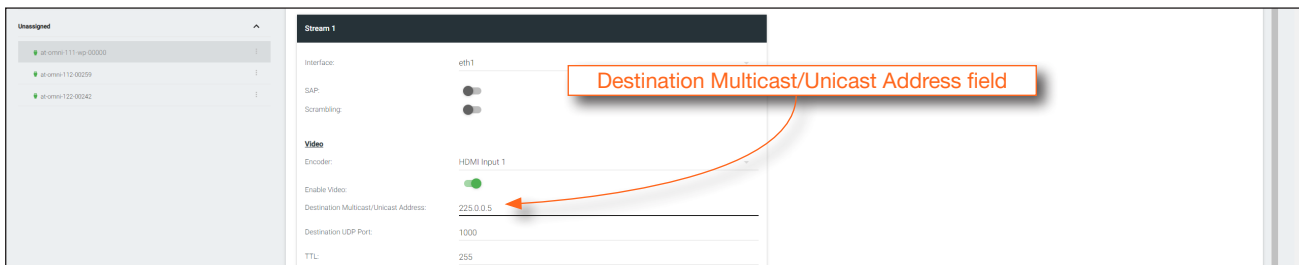 Unassigned
at-omni-111-wp-00000
at-omni-112-00259
at-omni-122-00242
Stream 1
Interface: eth1
SAP:
Scrambling:
Destination Multicast/Unicast Address field
Video
Encoder: HDMI Input 1
Enable Video:
Destination Multicast/Unicast Address: 225.0.0.5
Destination UDP Port: 1000
TTL: 255